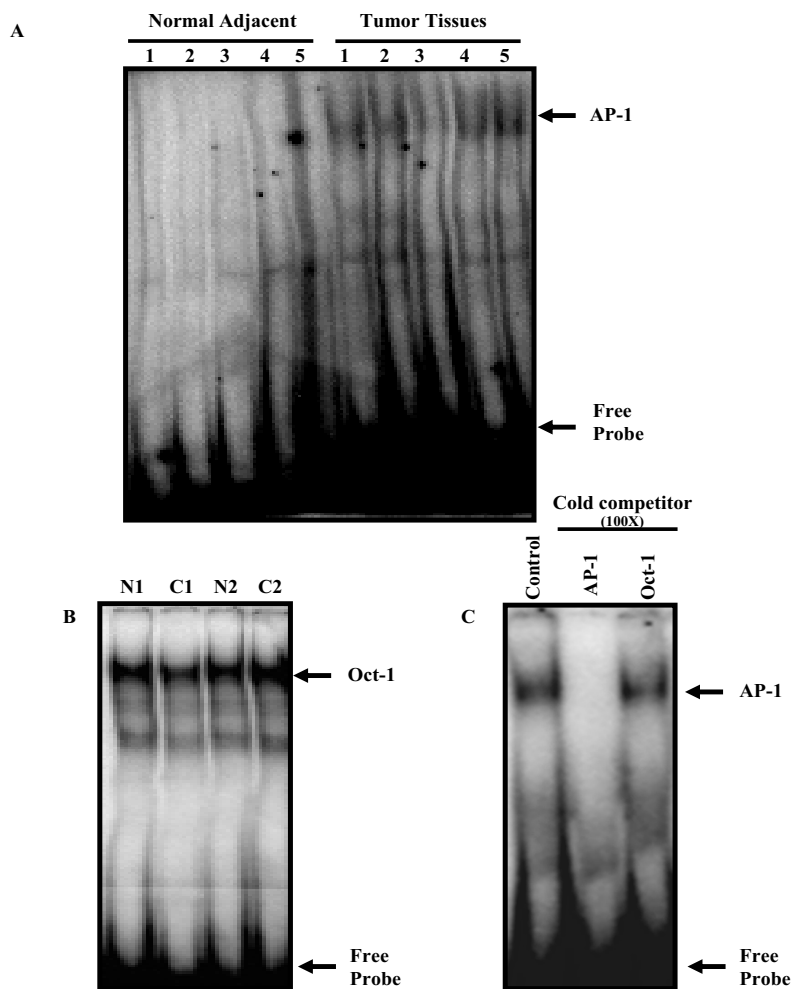 A
Normal Adjacent
Tumor Tissues
1 2 3 4 5 1 2 3 4 5
AP-1
Free
Probe
B
N1 C1 N2 C2
Oct-1
Free
Probe
C
Cold competitor
(100X)
Control
AP-1
Oct-1
AP-1
Free
Probe